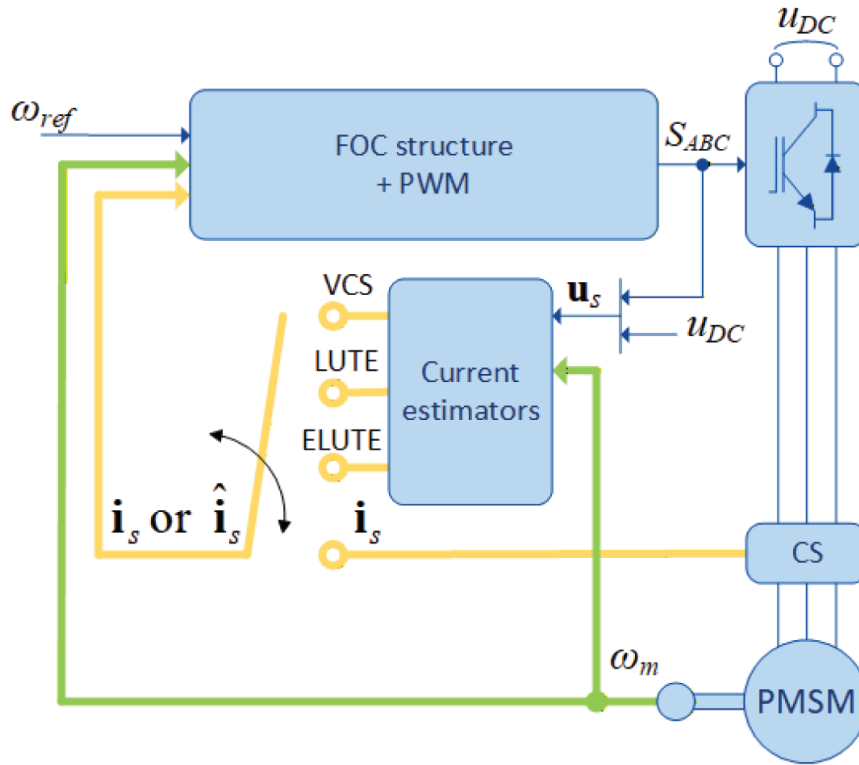 u_DC
ω_ref
S_ABC
FOC structure
+ PWM
VCS
u_s
u_DC
LUTE
Current
estimators
ELUTE
i_s or î_s
i_s
CS
ω_m
PMSM